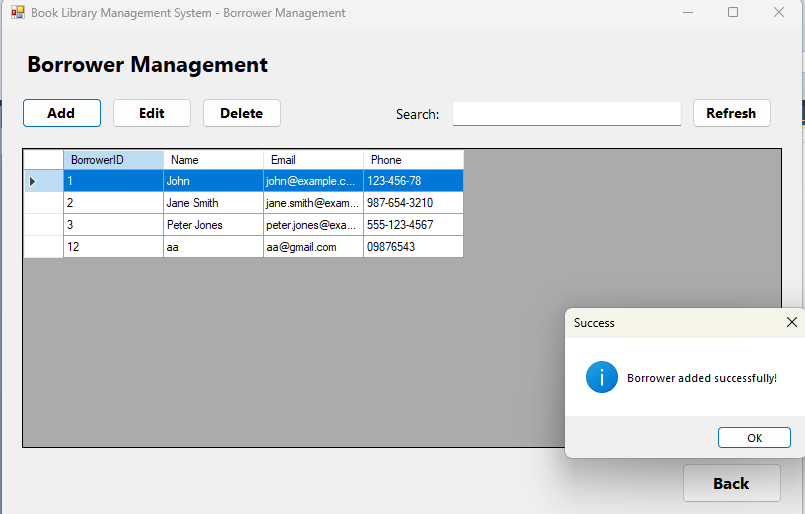 Book Library Management System - Borrower Management
Borrower Management
Add Edit Delete Search: Refresh
BorrowerID Name Email Phone
1 John john@example.c... 123-456-78
2 Jane Smith jane.smith@exam... 987-654-3210
3 Peter Jones peter.jones@exa... 555-123-4567
12 aa aa@gmail.com 09876543
Success
Borrower added successfully!
OK
Back